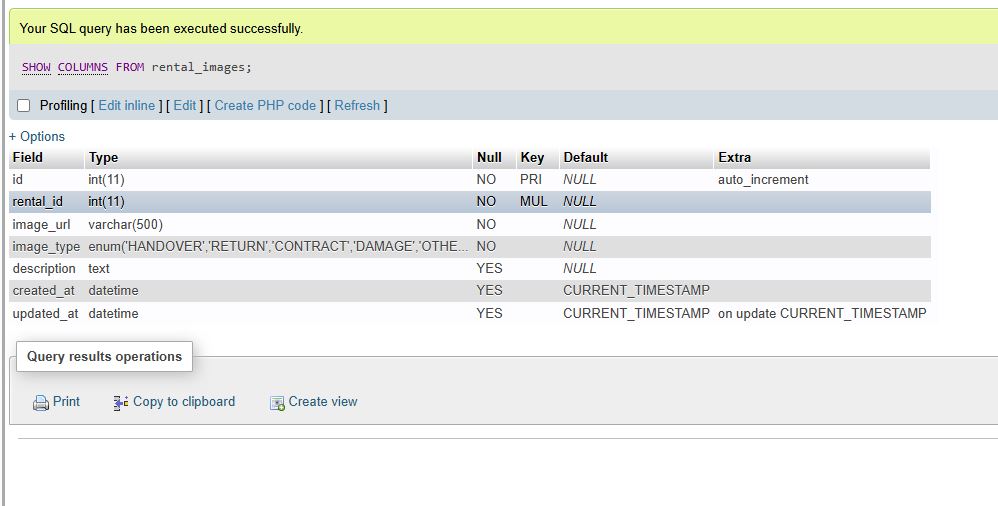 Your SQL query has been executed successfully.
SHOW COLUMNS FROM rental_images;
Profiling [ Edit inline ] [ Edit ] [ Create PHP code ] [ Refresh ]
+ Options
Field Type Null Key Default Extra
id int(11) NO PRI NULL auto_increment
rental_id int(11) NO MUL NULL
image_url varchar(500) NO NULL
image_type enum('HANDOVER','RETURN','CONTRACT','DAMAGE','OTHE... NO NULL
description text YES NULL
created_at datetime YES CURRENT_TIMESTAMP
updated_at datetime YES CURRENT_TIMESTAMP on update CURRENT_TIMESTAMP
Query results operations
Print Copy to clipboard Create view